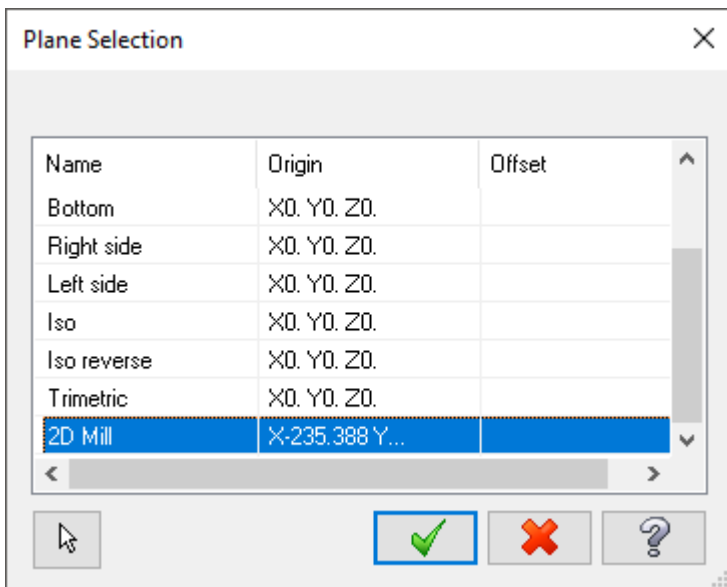 Plane Selection
Name Origin Offset
Bottom X0. Y0. Z0.
Right side X0. Y0. Z0.
Left side X0. Y0. Z0.
Iso X0. Y0. Z0.
Iso reverse X0. Y0. Z0.
Trimetric X0. Y0. Z0.
2D Mill X-235.388 Y...